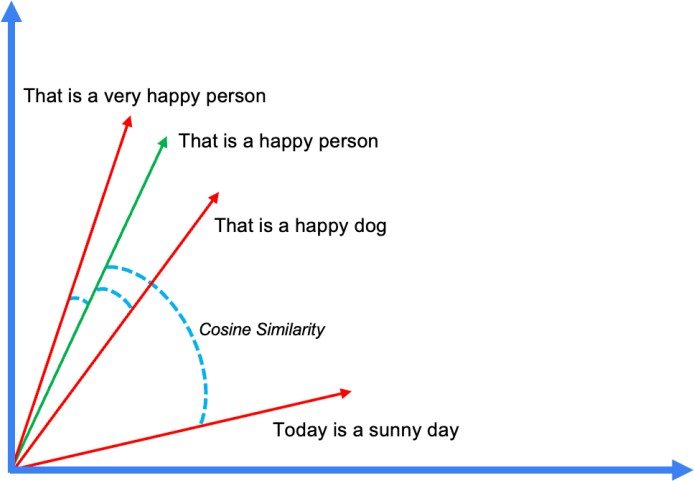 That is a very happy person
That is a happy person
That is a happy dog
Cosine Similarity
Today is a sunny day